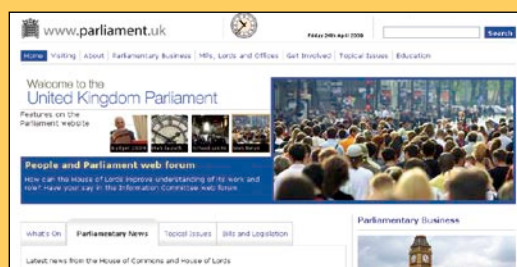 www.parliament.uk
Friday 24th April 2009
Search
Home Visiting About Parliamentary Business MPs, Lords and Offices Get Involved Topical Issues Education
Welcome to the
United Kingdom Parliament
Features on the
Parliament website
People and Parliament web forum
How can the House of Lords improve understanding of its work and
role? Have your say in the Information Committee web forum
What's On Parliamentary News Topical Issues Bills and Legislation
Parliamentary Business
Latest news from the House of Commons and House of Lords